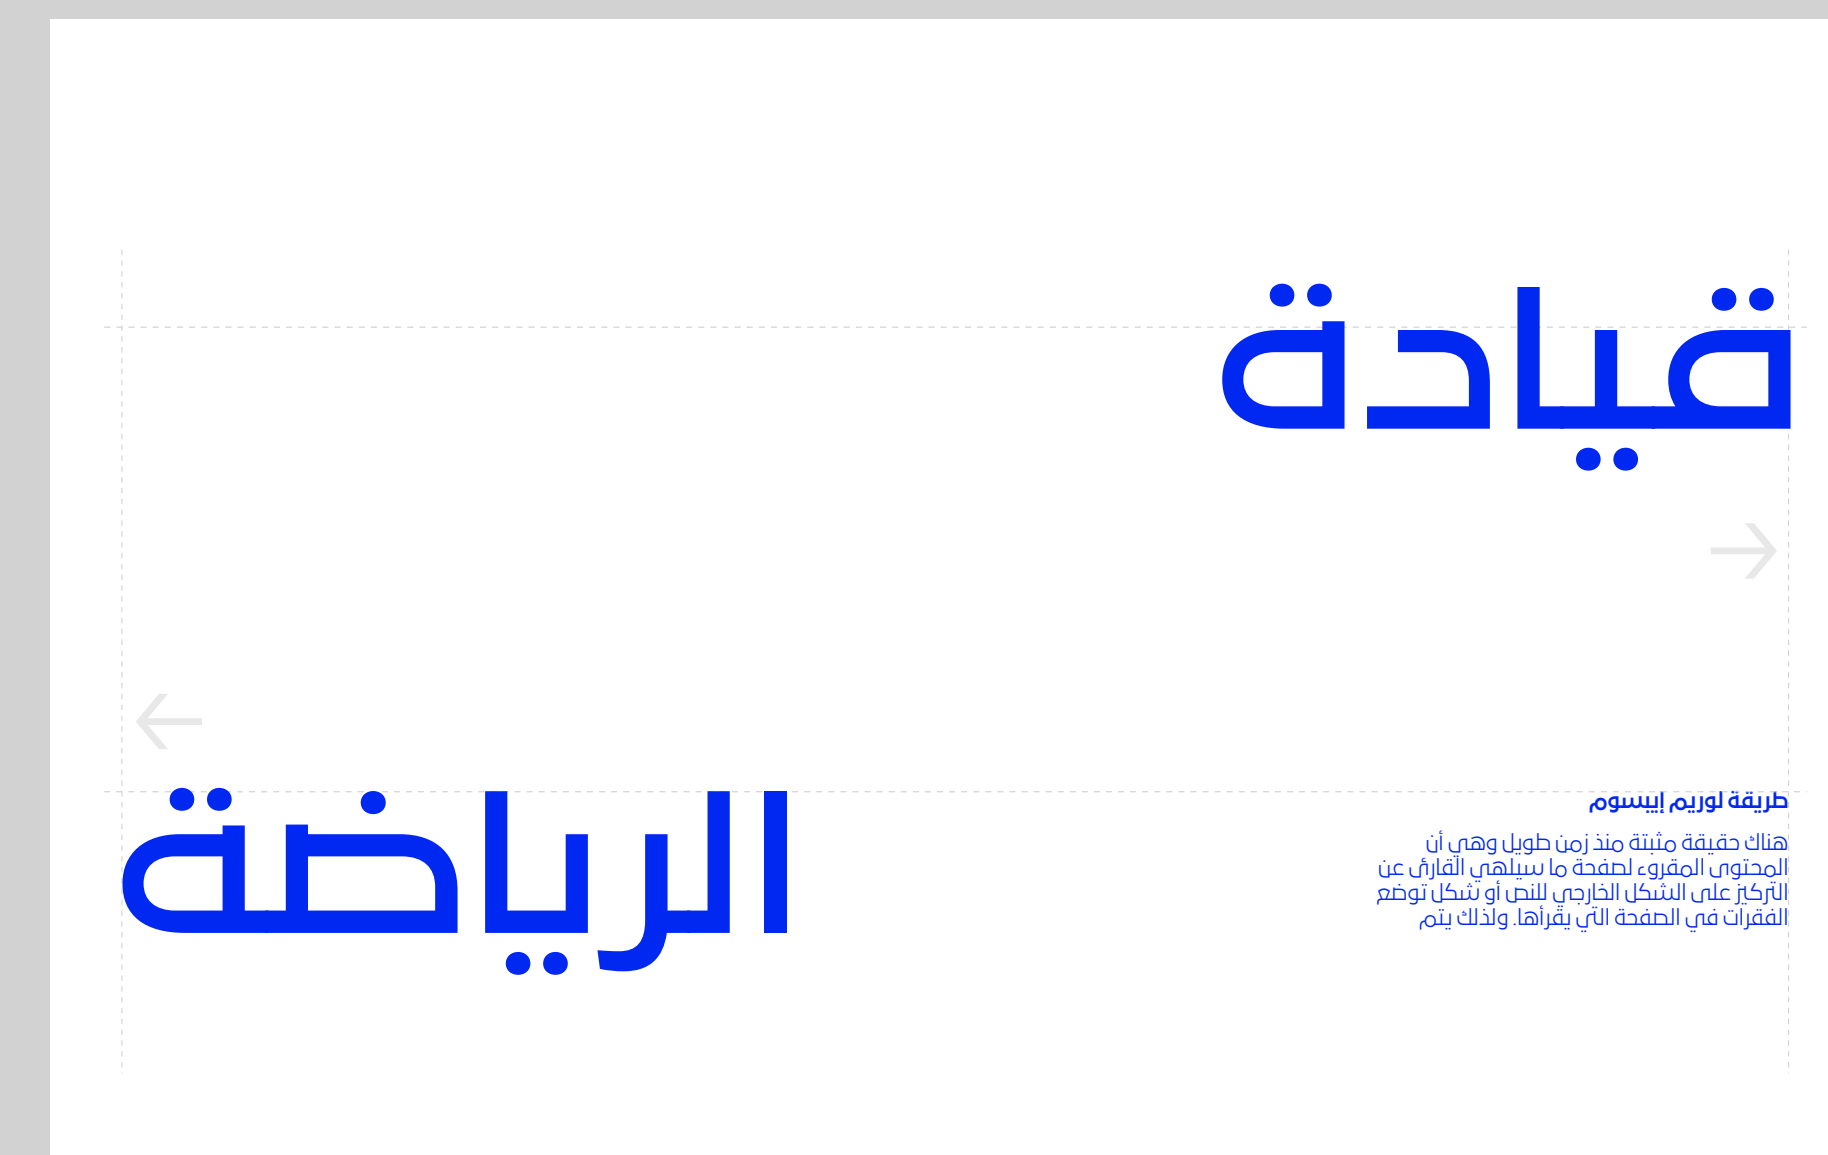 قيادة
الرياضة
طريقة لوريم إيبسوم
هناك حقيقة مثبتة منذ زمن طويل وهي أن
المحتوى المقروء لصفحة ما سيلهي القارئ عن
التركيز على الشكل الخارجي للنص أو شكل توضع
الفقرات في الصفحة التي يقرأها. ولذلك يتم